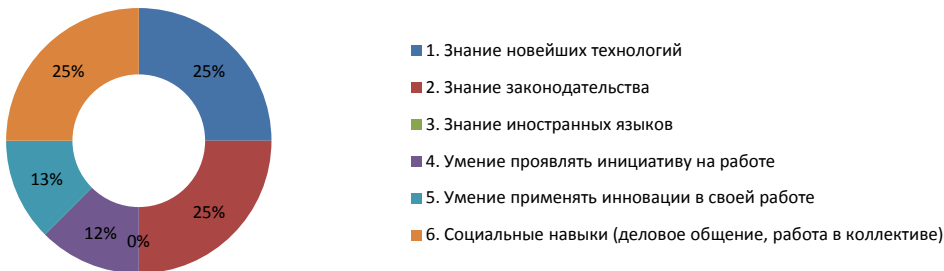 25%
25%
13%
12%
0%
25%
1. Знание новейших технологий
2. Знание законодательства
3. Знание иностранных языков
4. Умение проявлять инициативу на работе
5. Умение применять инновации в своей работе
6. Социальные навыки (деловое общение, работа в коллективе)